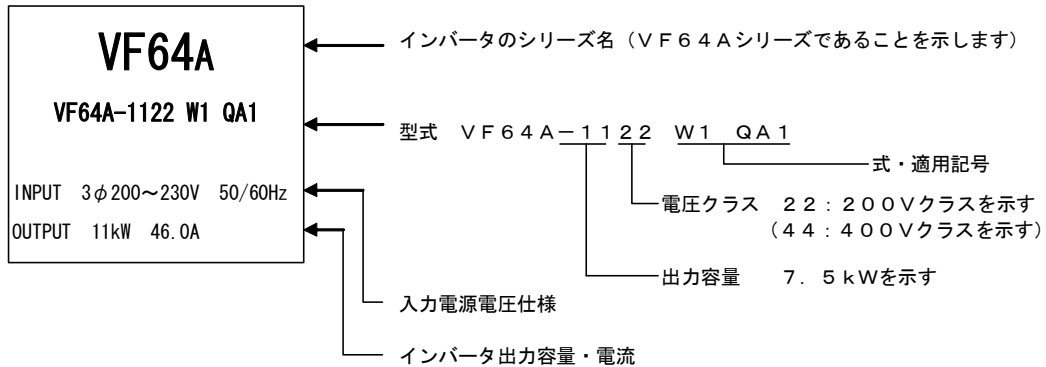 VF64A
VF64A-1122 W1 QA1
INPUT 3φ200～230V 50/60Hz
OUTPUT 11kW 46.0A
インバータのシリーズ名（ＶＦ６４Ａシリーズであることを示します）
型式 ＶＦ６４Ａ－１１２２ Ｗ１ ＱＡ１
式・適用記号
電圧クラス ２２：２００Ｖクラスを示す
（４４：４００Ｖクラスを示す）
出力容量 ７．５ｋＷを示す
入力電源電圧仕様
インバータ出力容量・電流